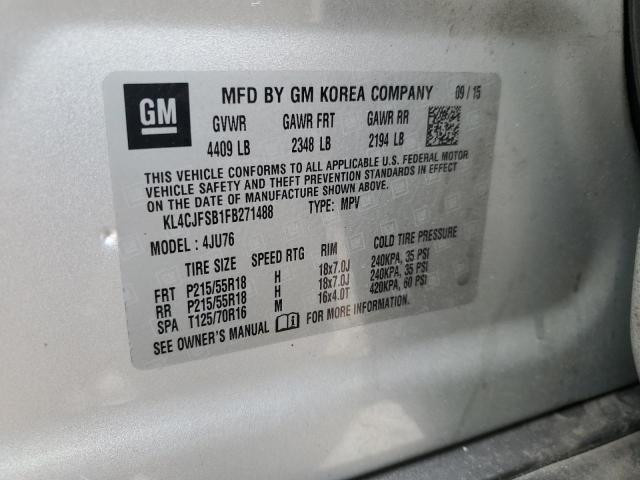 GM
MFD BY GM KOREA COMPANY 09/15
GVWR GAWR FRT GAWR RR
4409 LB 2348 LB 2194 LB
THIS VEHICLE CONFORMS TO ALL APPLICABLE U.S. FEDERAL MOTOR
VEHICLE SAFETY AND THEFT PREVENTION STANDARDS IN EFFECT
ON THE DATE OF MANUFACTURE SHOWN ABOVE.
KL4CJFSB1FB271488 TYPE: MPV
MODEL: 4JU76
TIRE SIZE SPEED RTG RIM COLD TIRE PRESSURE
FRT P215/55R18 H 18x7.0J 240KPA, 35 PSI
RR P215/55R18 H 18x7.0J 240KPA, 35 PSI
SPA T125/70R16 M 16x4.0T 420KPA, 60 PSI
SEE OWNER'S MANUAL i FOR MORE INFORMATION.